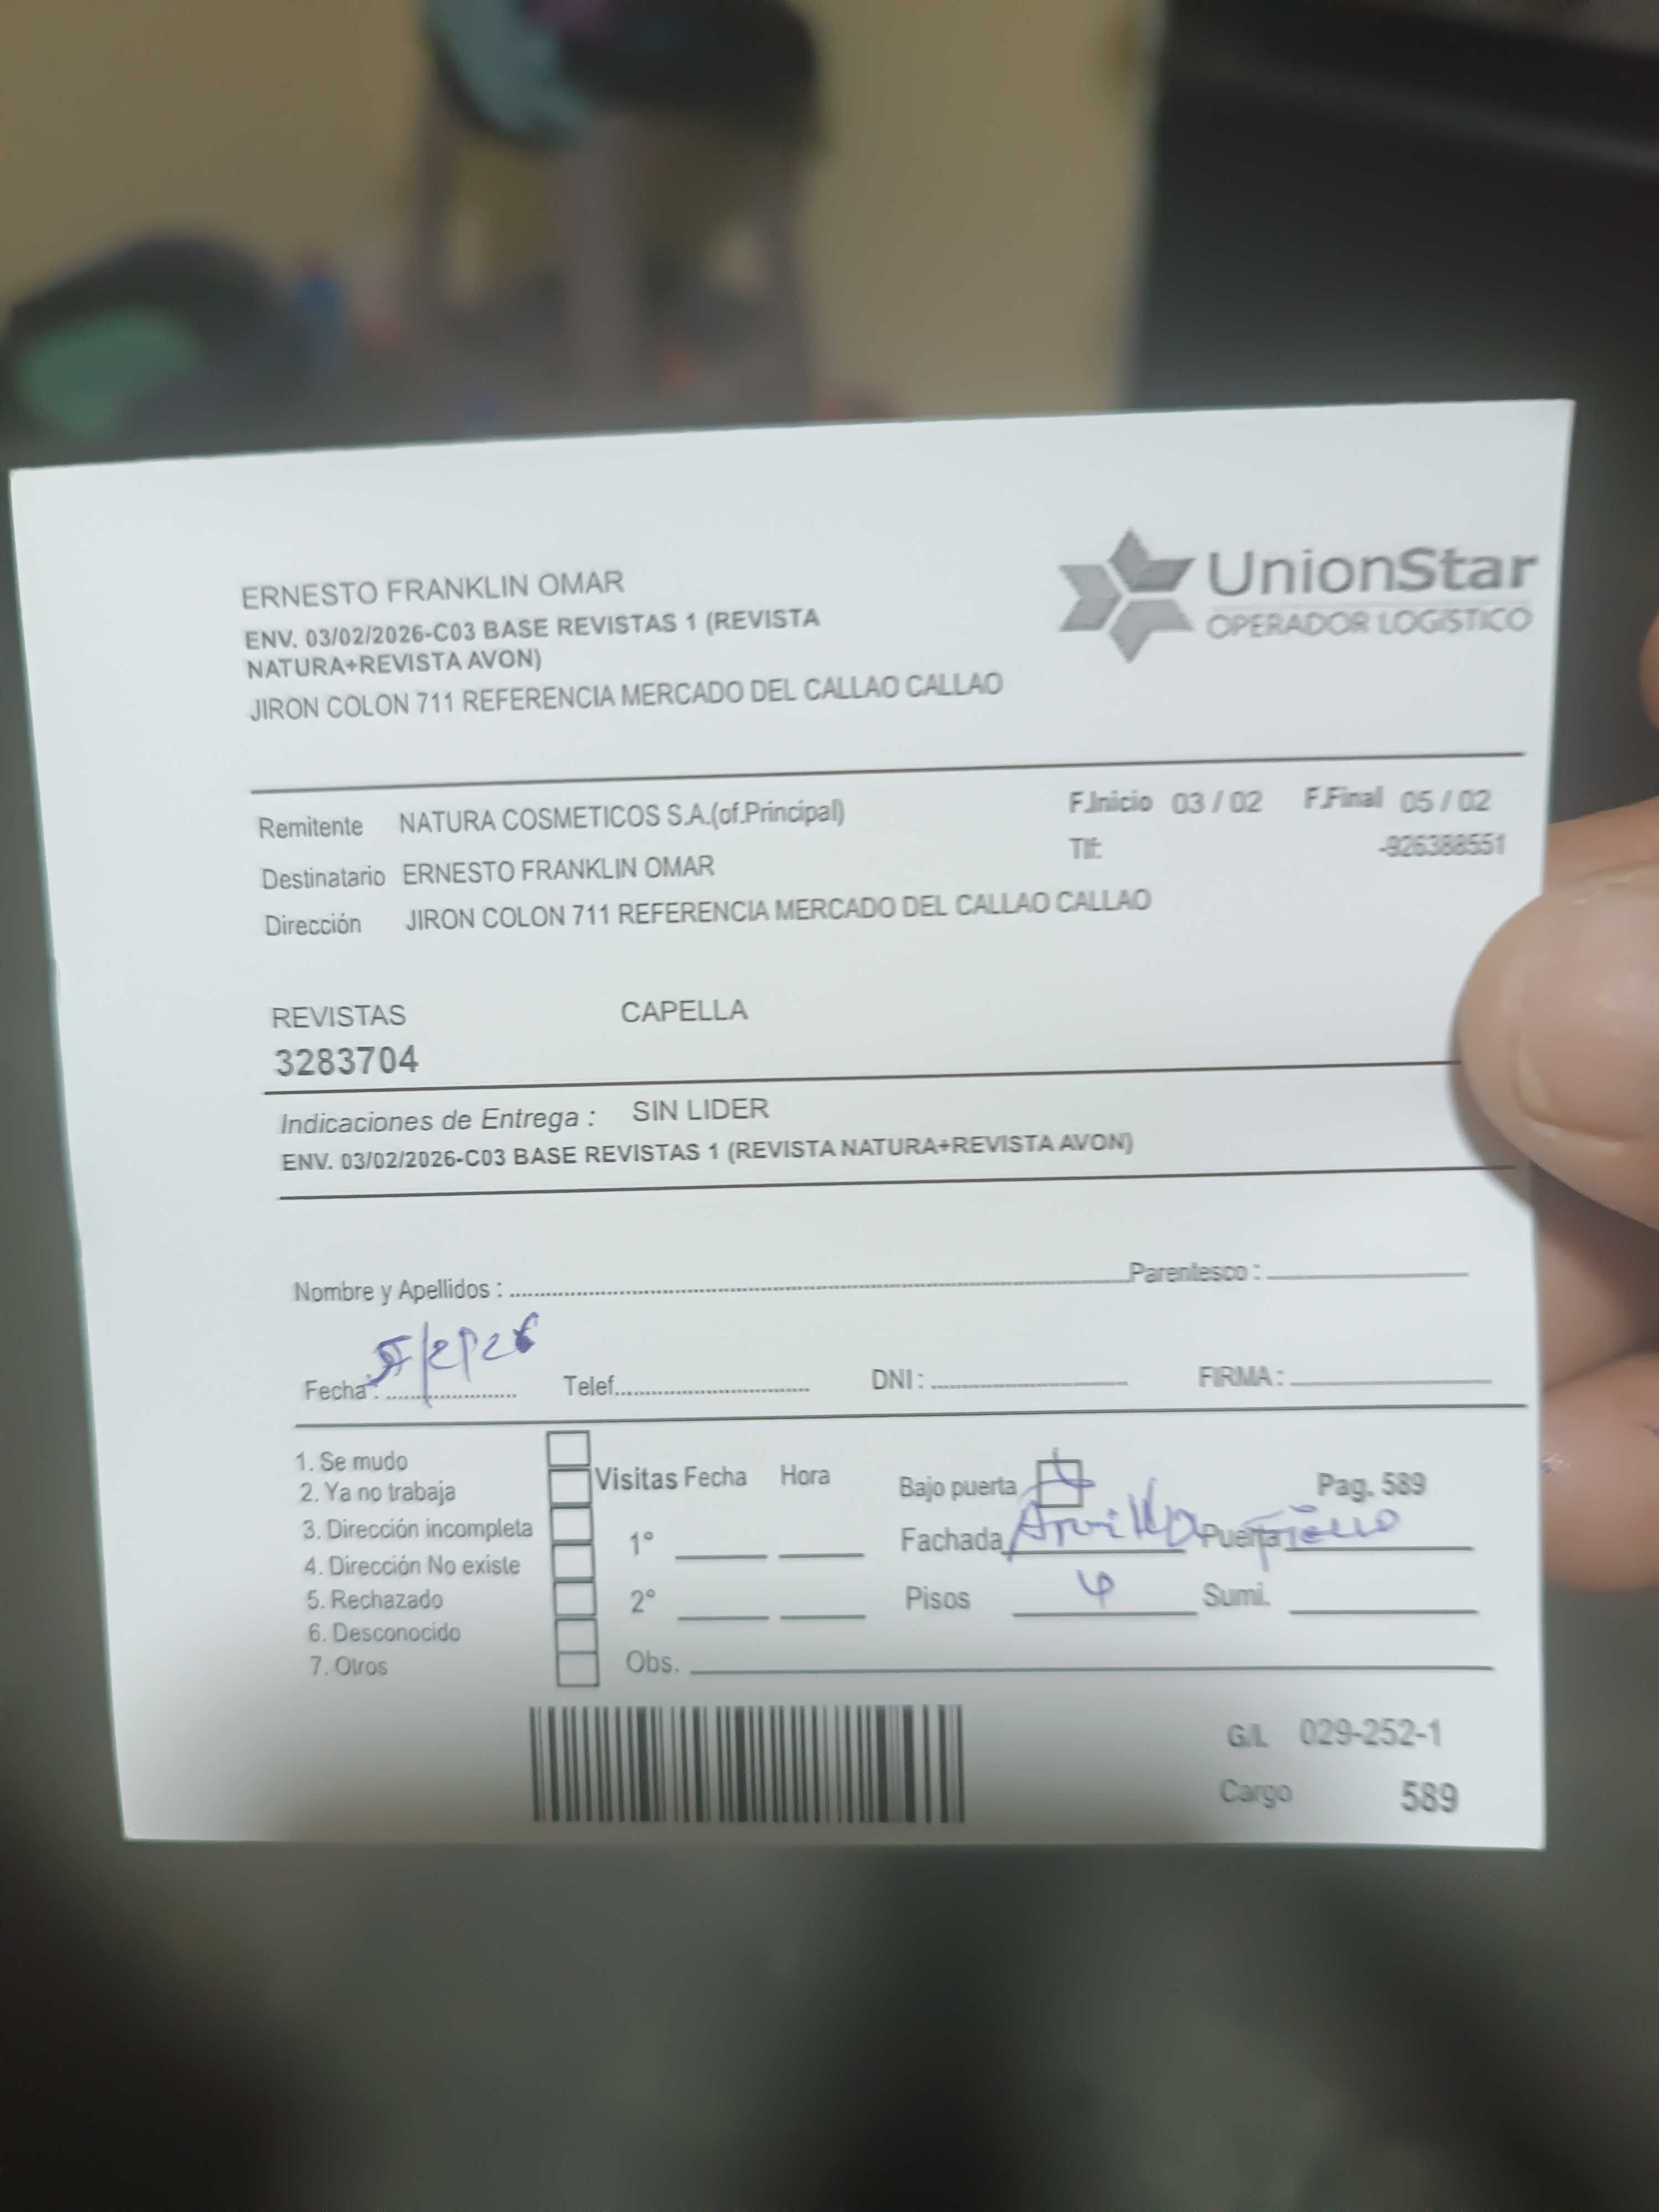 ERNESTO FRANKLIN OMAR
ENV. 03/02/2026-C03 BASE REVISTAS 1 (REVISTA
NATURA+REVISTA AVON)
JIRON COLON 711 REFERENCIA MERCADO DEL CALLAO CALLAO
UnionStar
OPERADOR LOGISTICO
Remitente NATURA COSMETICOS S.A.(of.Principal)
F.Inicio 03 / 02 F.Final 05 / 02
Destinatario ERNESTO FRANKLIN OMAR
Tlf: -926388551
Dirección JIRON COLON 711 REFERENCIA MERCADO DEL CALLAO CALLAO
REVISTAS CAPELLA
3283704
Indicaciones de Entrega : SIN LIDER
ENV. 03/02/2026-C03 BASE REVISTAS 1 (REVISTA NATURA+REVISTA AVON)
Nombre y Apellidos : Parentesco :
Fecha : 5/2/26 Telef. DNI : FIRMA :
1. Se mudo
2. Ya no trabaja
3. Dirección incompleta
4. Dirección No existe
5. Rechazado
6. Desconocido
7. Otros
Visitas Fecha Hora
1°
2°
Obs.
Bajo puerta Pag. 589
Fachada Puerta
Pisos 4 Sumi.
G/L 029-252-1
Cargo 589